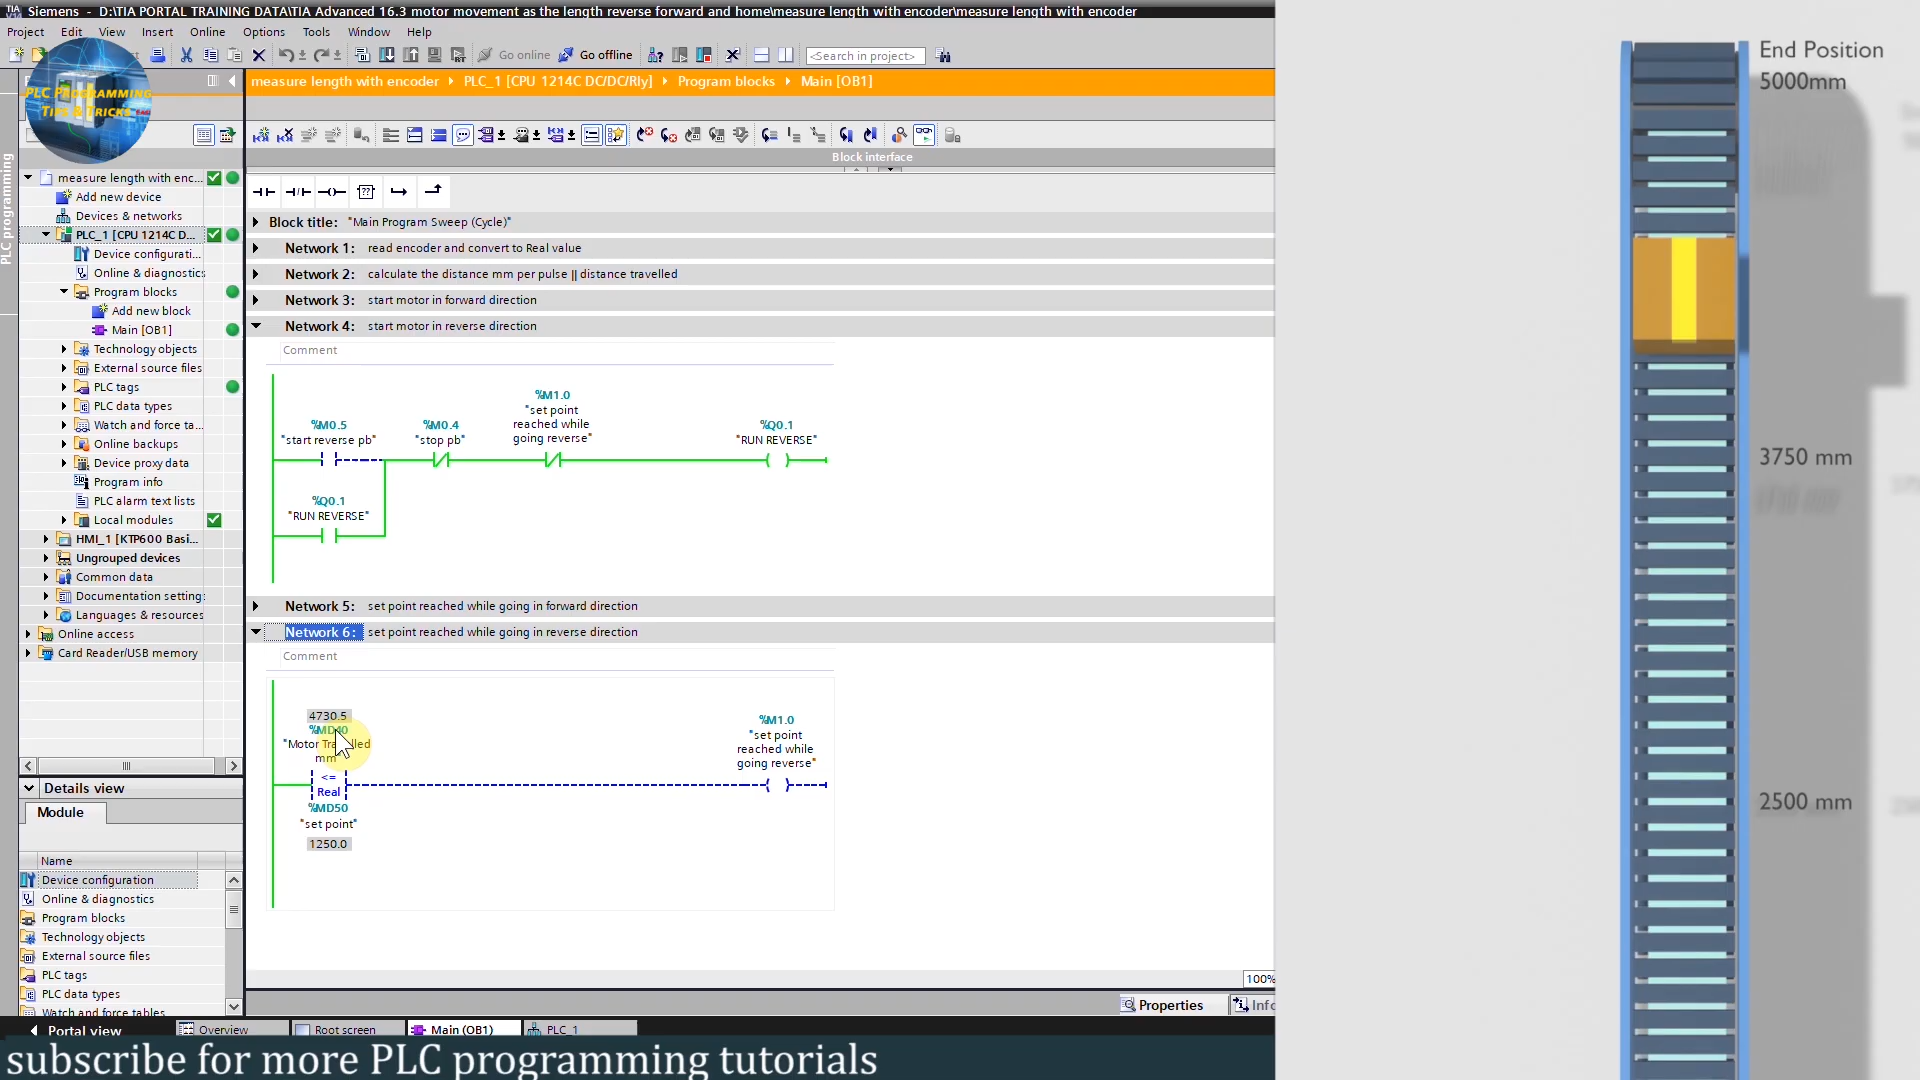 Siemens - D:\TIA PORTAL TRAINING DATA\TIA Advanced 16.3 motor movement as the length reverse forward and home\measure length with encoder\measure length with encoder
Project Edit View Insert Online Options Tools Window Help
Go online Go offline <Search in project>
PLC PROGRAMMING
TIPS & TRICKS
measure length with encoder PLC_1 [CPU 1214C DC/DC/Rly] Program blocks Main [OB1]
PLC programming
Block interface
measure length with enc...
Add new device
Devices & networks
PLC_1 [CPU 1214C D...
Device configurati...
Online & diagnostics
Program blocks
Add new block
Main [OB1]
Technology objects
External source files
PLC tags
PLC data types
Watch and force ta...
Online backups
Device proxy data
Program info
PLC alarm text lists
Local modules
HMI_1 [KTP600 Basi...
Ungrouped devices
Common data
Documentation setting
Languages & resources
Online access
Card Reader/USB memory
Details view
Module
Name
Device configuration
Online & diagnostics
Program blocks
Technology objects
External source files
PLC tags
PLC data types
Watch and force tables
Block title: "Main Program Sweep (Cycle)"
Network 1: read encoder and convert to Real value
Network 2: calculate the distance mm per pulse || distance travelled
Network 3: start motor in forward direction
Network 4: start motor in reverse direction
Comment
%M0.5
"start reverse pb"
%M0.4
"stop pb"
%M1.0
"set point
reached while
going reverse"
%Q0.1
"RUN REVERSE"
%Q0.1
"RUN REVERSE"
Network 5: set point reached while going in forward direction
Network 6: set point reached while going in reverse direction
Comment
4730.5
%MD40
"Motor Travelled
mm"
<=
Real
%MD50
"set point"
1250.0
%M1.0
"set point
reached while
going reverse"
100%
Properties Info
Portal view Overview Root screen Main (OB1) PLC_1
subscribe for more PLC programming tutorials
End Position
5000mm
3750 mm
2500 mm